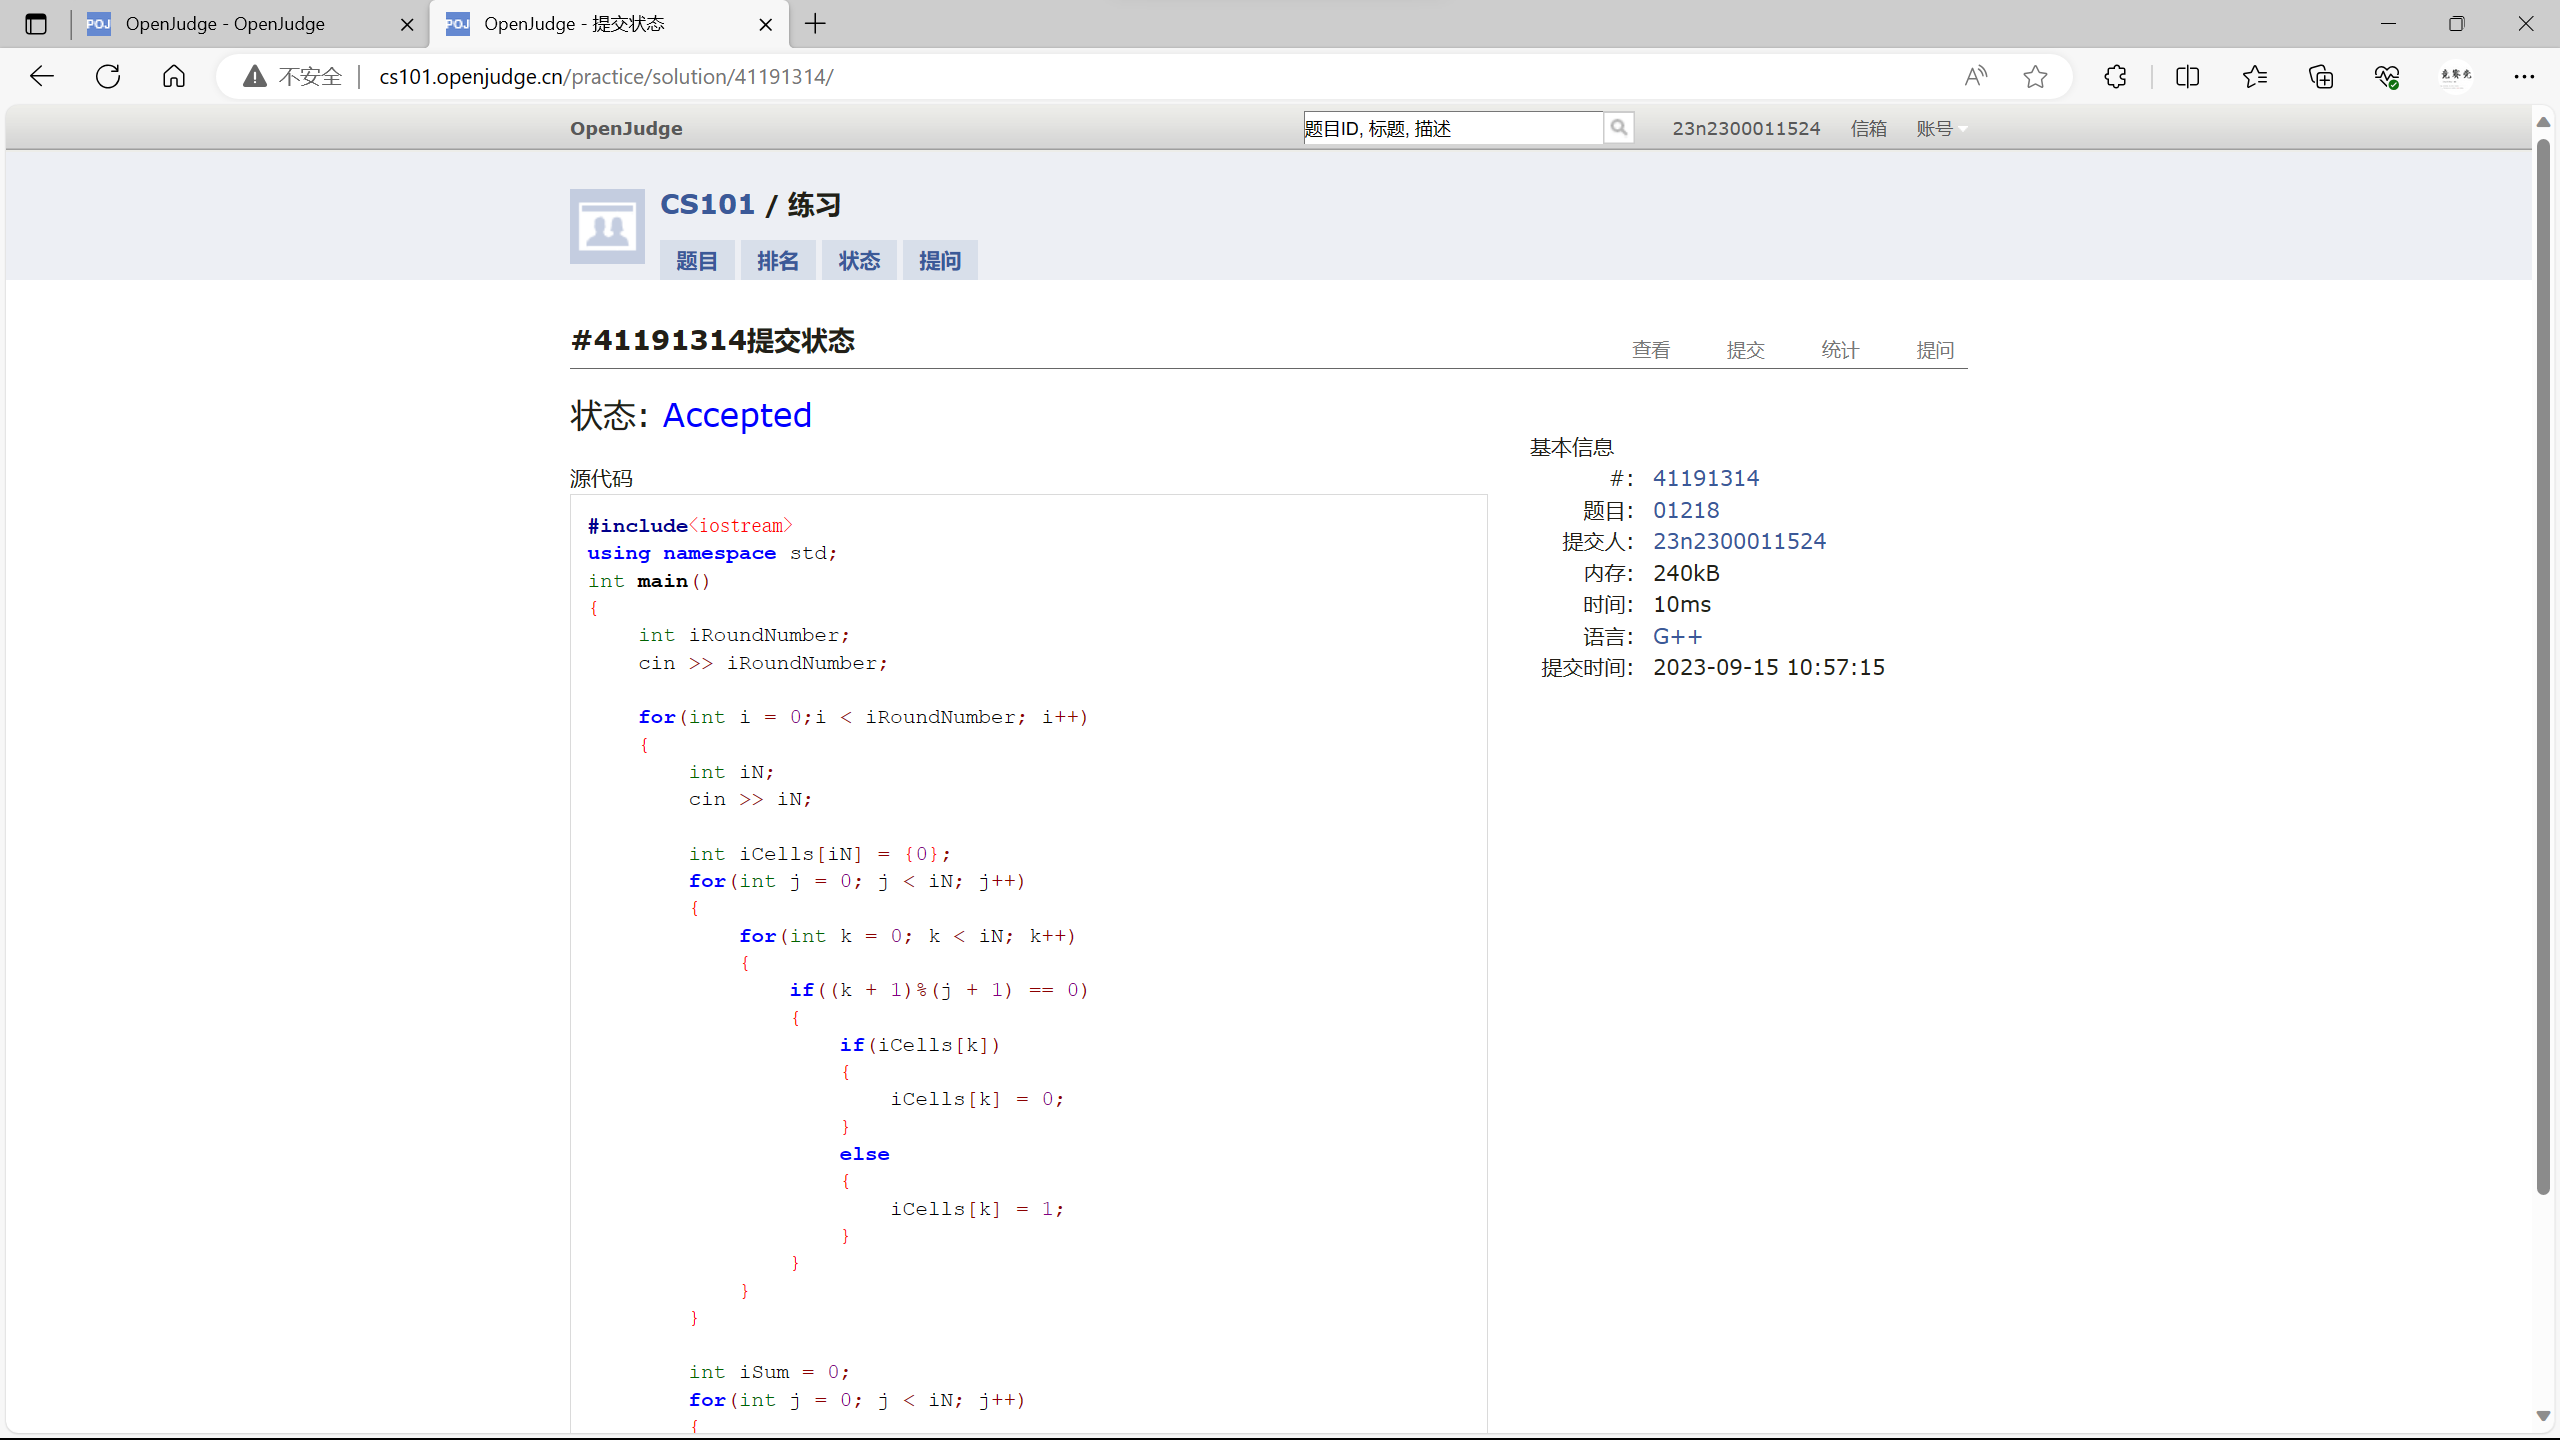 POJ OpenJudge - OpenJudge
POJ OpenJudge - 提交状态
不安全 cs101.openjudge.cn/practice/solution/41191314/
OpenJudge
题目ID, 标题, 描述
23n2300011524 信箱 账号
CS101 / 练习
题目 排名 状态 提问
#41191314提交状态
查看 提交 统计 提问
状态: Accepted
源代码
#include<iostream>
using namespace std;
int main()
{
    int iRoundNumber;
    cin >> iRoundNumber;
    for(int i = 0;i < iRoundNumber; i++)
    {
        int iN;
        cin >> iN;
        int iCells[iN] = {0};
        for(int j = 0; j < iN; j++)
        {
            for(int k = 0; k < iN; k++)
            {
                if((k + 1)%(j + 1) == 0)
                {
                    if(iCells[k])
                    {
                        iCells[k] = 0;
                    }
                    else
                    {
                        iCells[k] = 1;
                    }
                }
            }
        }
        int iSum = 0;
        for(int j = 0; j < iN; j++)
        {
基本信息
#: 41191314
题目: 01218
提交人: 23n2300011524
内存: 240kB
时间: 10ms
语言: G++
提交时间: 2023-09-15 10:57:15